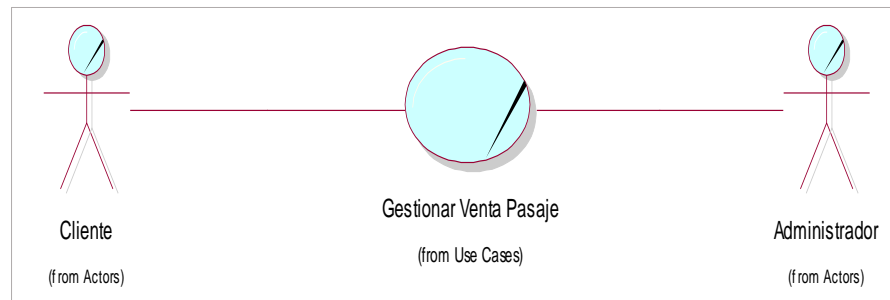 Cliente
(from Actors)
Gestionar Venta Pasaje
(from Use Cases)
Administrador
(from Actors)